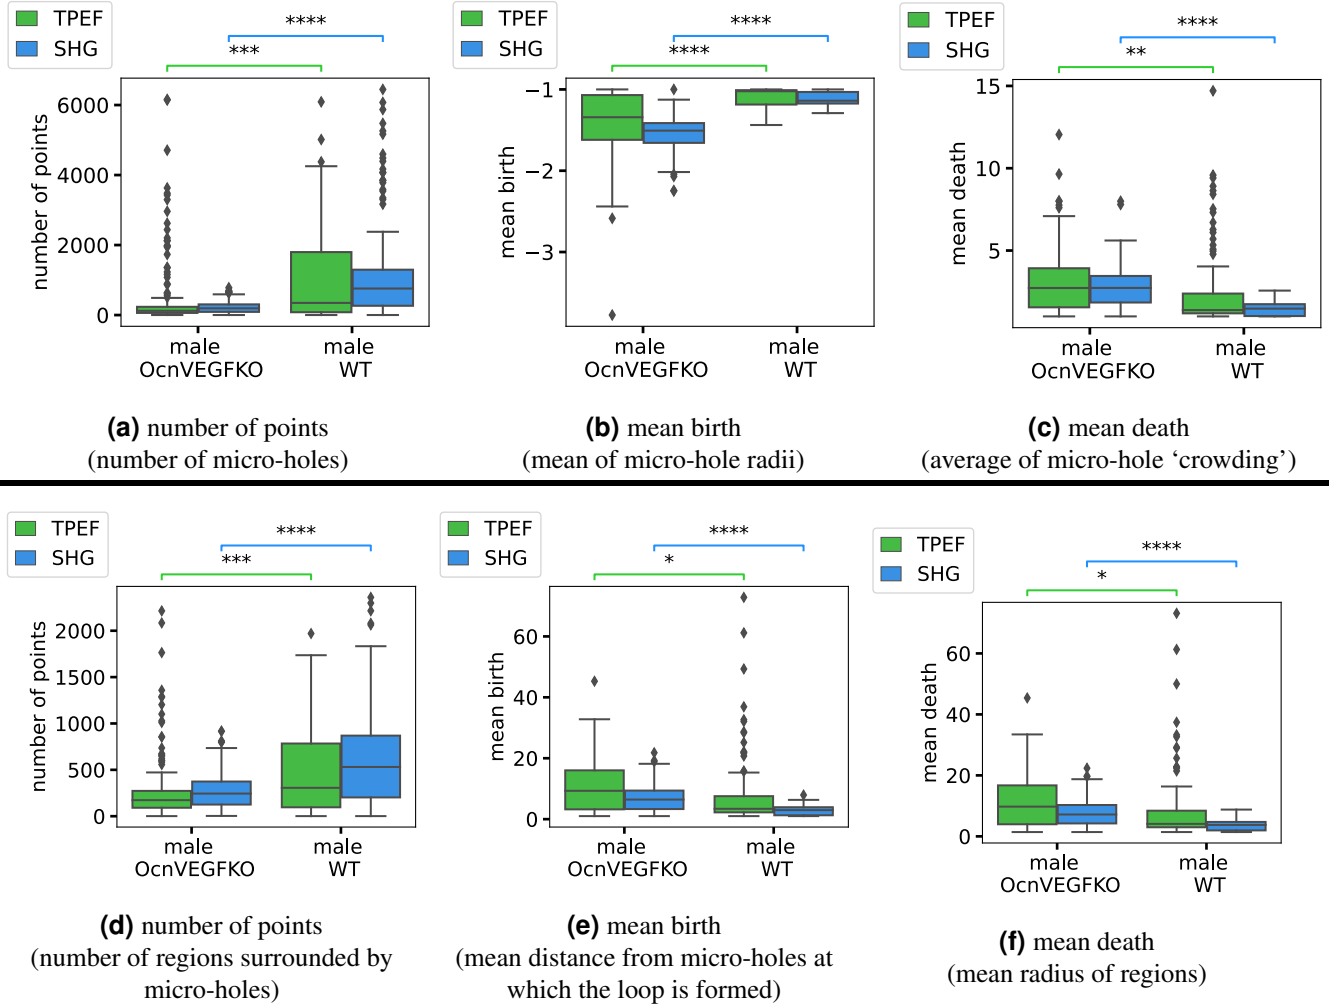 TPEF
SHG
****
***
number of points
6000
4000
2000
0
male
OcnVEGFKO
male
WT
(a) number of points
(number of micro-holes)
TPEF
SHG
****
****
mean birth
−1
−2
−3
male
OcnVEGFKO
male
WT
(b) mean birth
(mean of micro-hole radii)
TPEF
SHG
****
**
mean death
15
10
5
male
OcnVEGFKO
male
WT
(c) mean death
(average of micro-hole ‘crowding’)
TPEF
SHG
****
***
number of points
2000
1500
1000
500
0
male
OcnVEGFKO
male
WT
(d) number of points
(number of regions surrounded by
micro-holes)
TPEF
SHG
****
*
mean birth
60
40
20
0
male
OcnVEGFKO
male
WT
(e) mean birth
(mean distance from micro-holes at
which the loop is formed)
TPEF
SHG
****
*
mean death
60
40
20
0
male
OcnVEGFKO
male
WT
(f) mean death
(mean radius of regions)